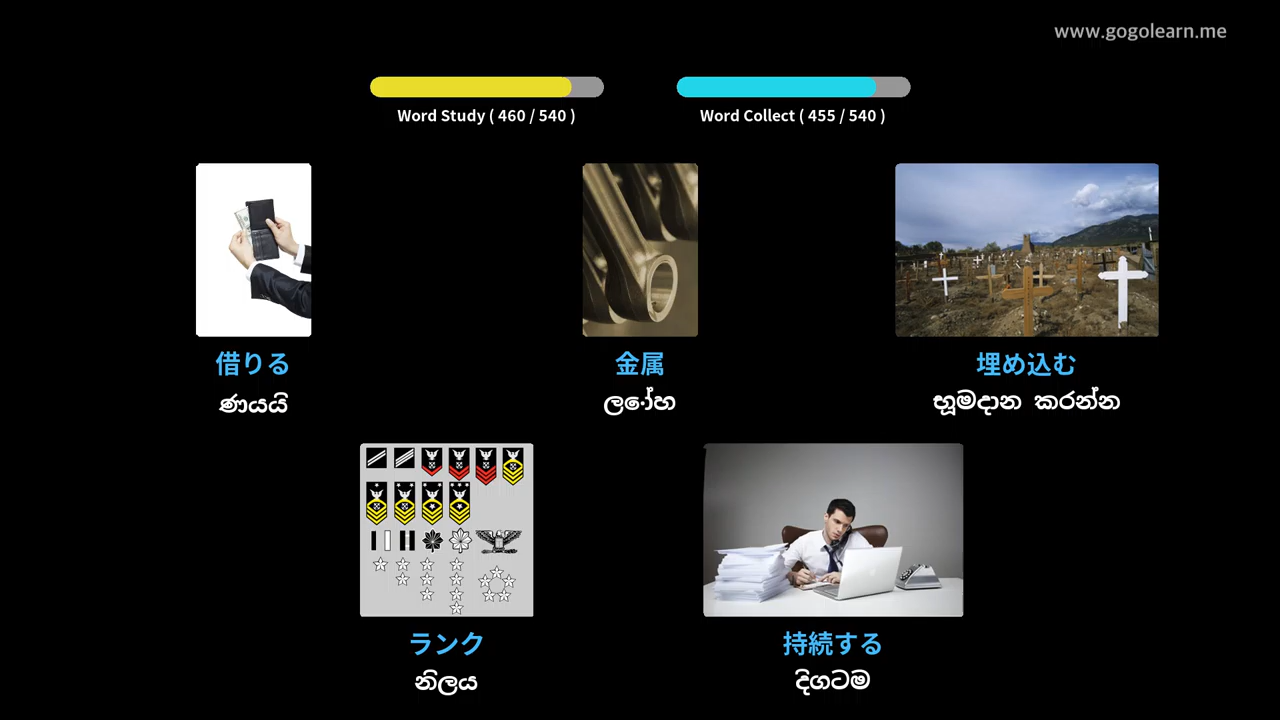 www.gogolearn.me
Word Study ( 460 / 540 )
Word Collect ( 455 / 540 )
借りる
ණයයි
金属
ලෝහ
埋め込む
භූමදාන කරන්න
ランク
නිලය
持続する
දිගටම